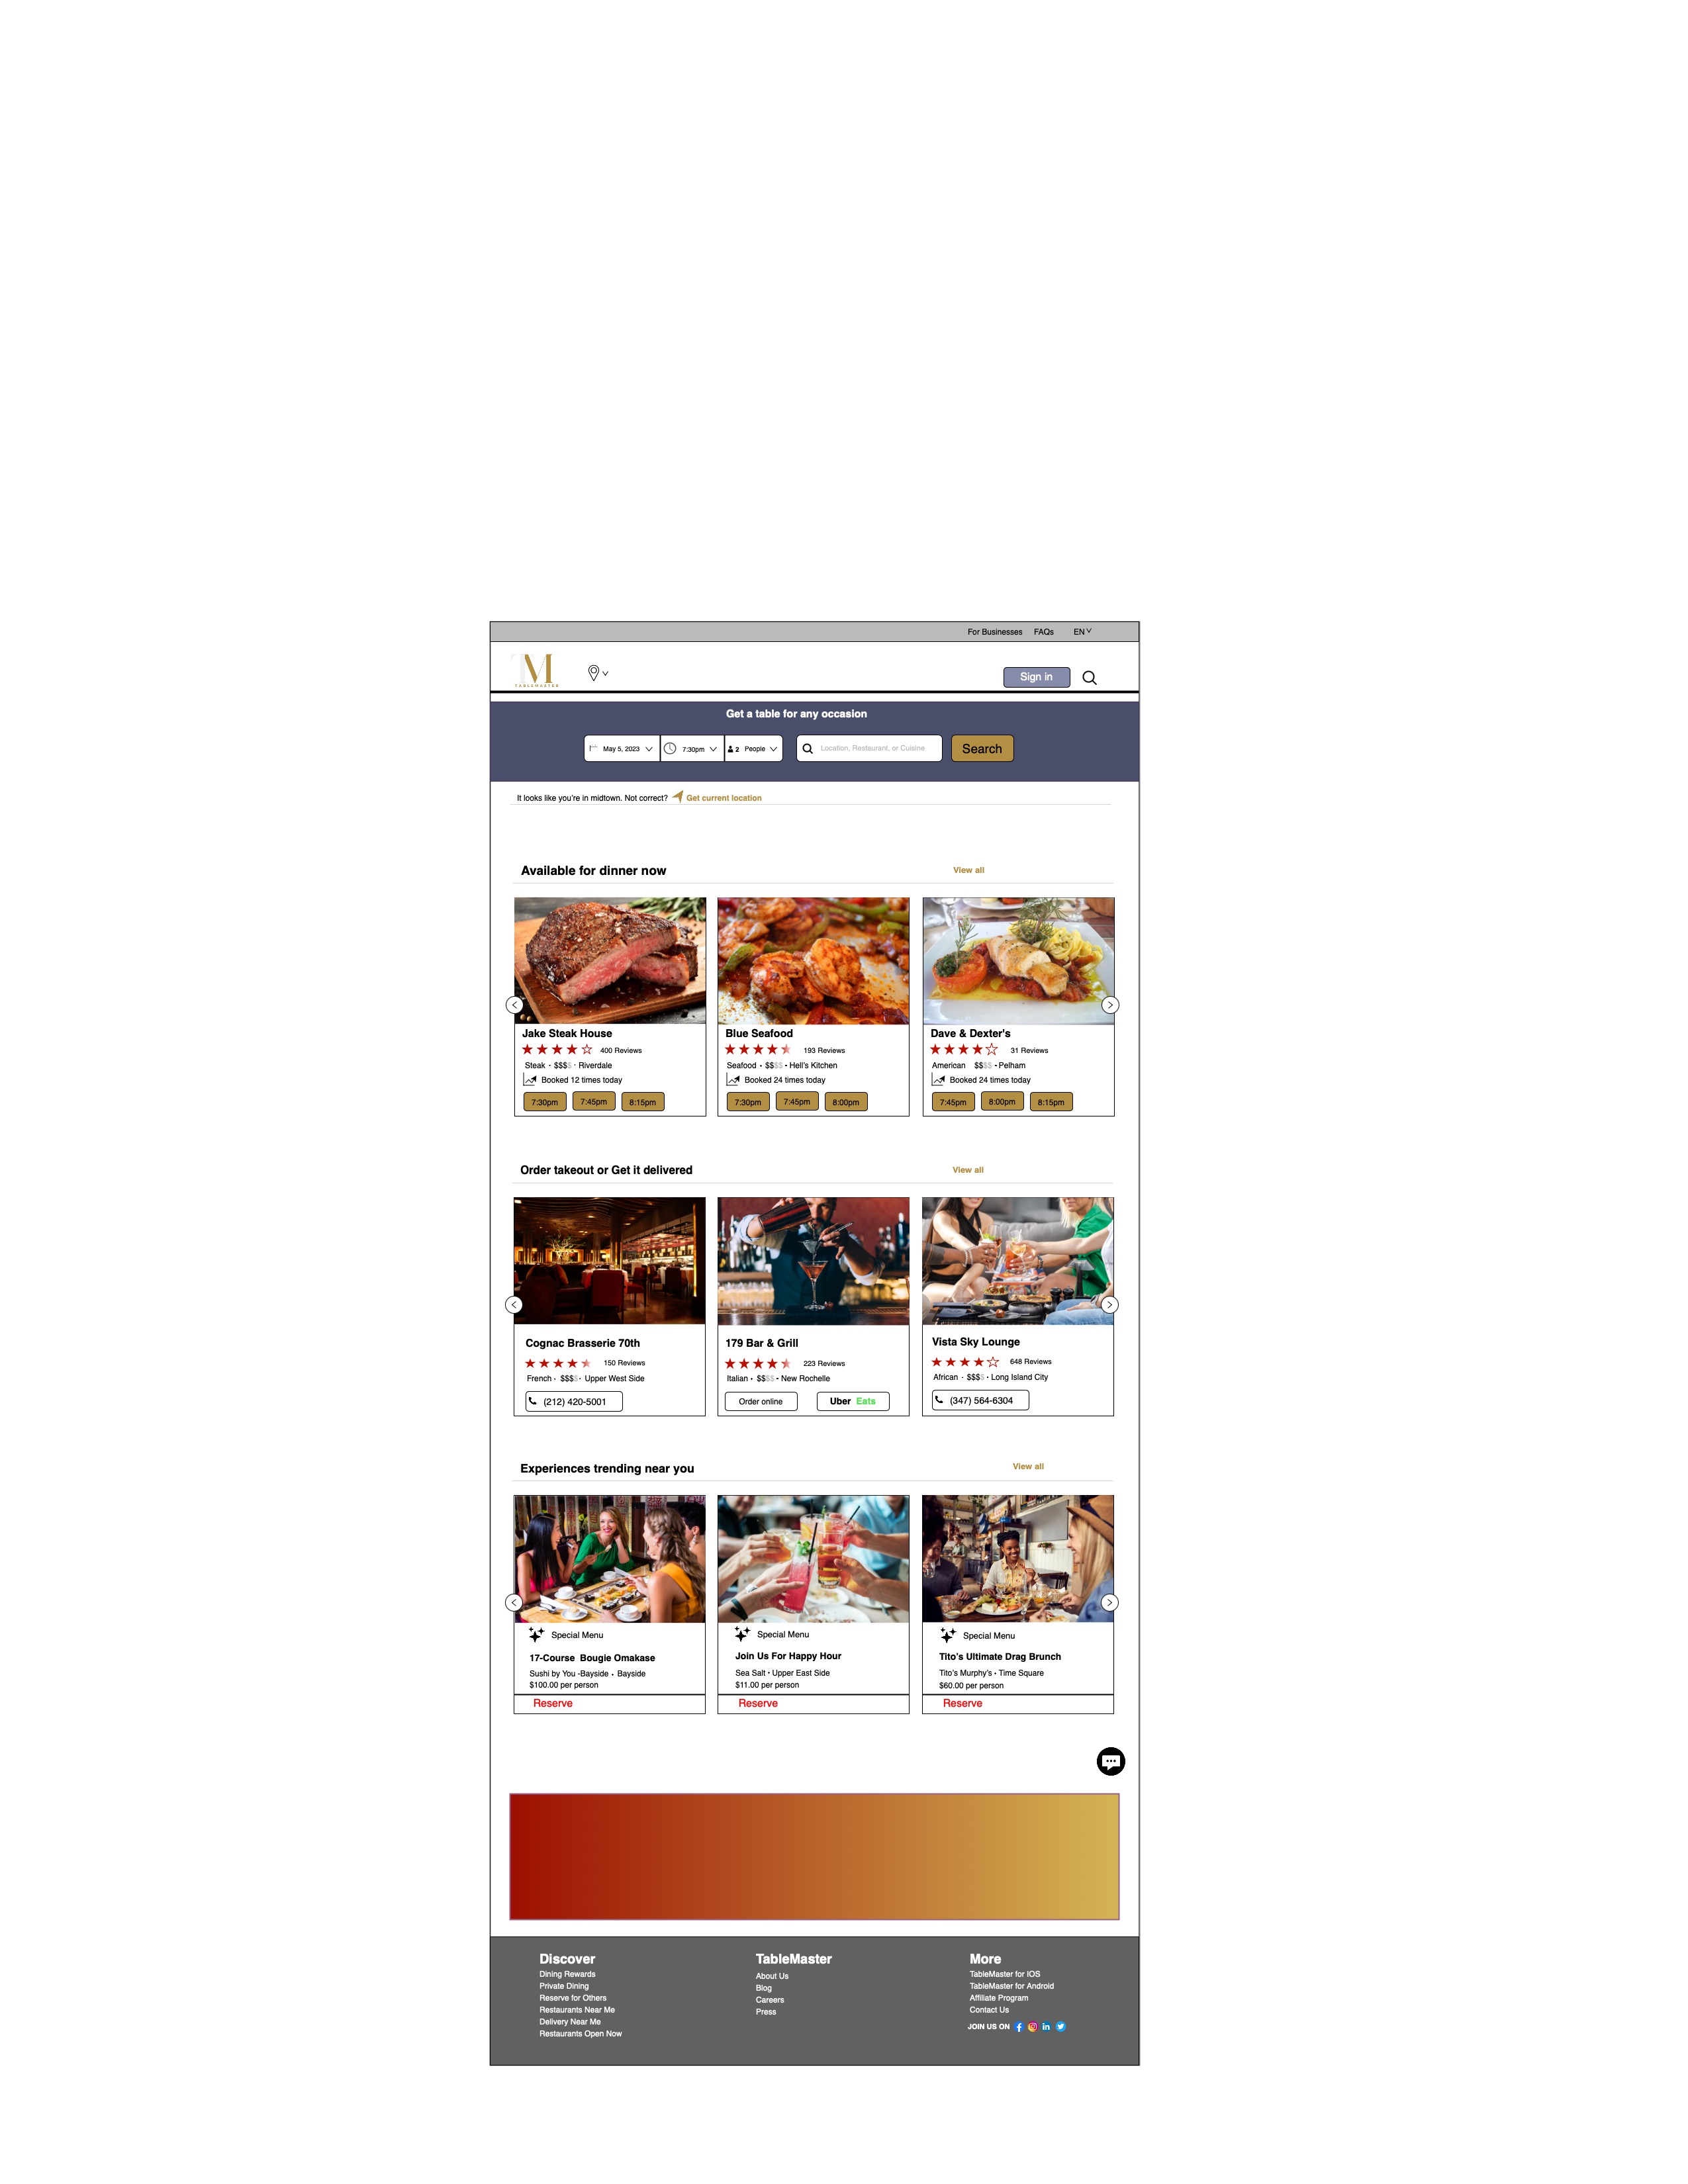 For Businesses FAQs EN
TM
TABLEMASTER
Sign in
Get a table for any occasion
May 5, 2023 7:30pm 2 People Location, Restaurant, or Cuisine Search
It looks like you're in midtown. Not correct? Get current location
Available for dinner now View all
Jake Steak House
400 Reviews
Steak · $$$$ · Riverdale
Booked 12 times today
7:30pm 7:45pm 8:15pm
Blue Seafood
193 Reviews
Seafood · $$$$ · Hell's Kitchen
Booked 24 times today
7:30pm 7:45pm 8:00pm
Dave & Dexter's
31 Reviews
American $$$$ · Pelham
Booked 24 times today
7:45pm 8:00pm 8:15pm
Order takeout or Get it delivered View all
Cognac Brasserie 70th
150 Reviews
French · $$$$ · Upper West Side
(212) 420-5001
179 Bar & Grill
223 Reviews
Italian · $$$$ · New Rochelle
Order online Uber Eats
Vista Sky Lounge
648 Reviews
African · $$$$ · Long Island City
(347) 564-6304
Experiences trending near you View all
Special Menu
17-Course Bougie Omakase
Sushi by You -Bayside · Bayside
$100.00 per person
Reserve
Special Menu
Join Us For Happy Hour
Sea Salt · Upper East Side
$11.00 per person
Reserve
Special Menu
Tito's Ultimate Drag Brunch
Tito's Murphy's · Time Square
$60.00 per person
Reserve
Discover
Dining Rewards
Private Dining
Reserve for Others
Restaurants Near Me
Delivery Near Me
Restaurants Open Now
TableMaster
About Us
Blog
Careers
Press
More
TableMaster for IOS
TableMaster for Android
Affiliate Program
Contact Us
JOIN US ON